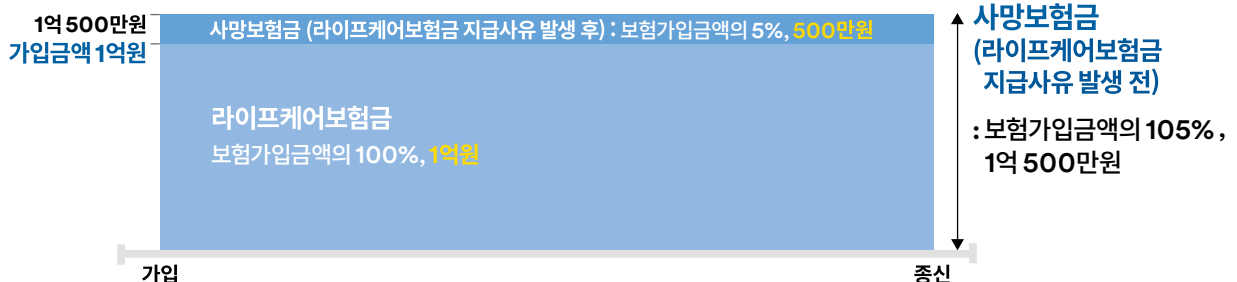 1억 500만원
가입금액 1억원
사망보험금 (라이프케어보험금 지급사유 발생 후) : 보험가입금액의 5%, 500만원
라이프케어보험금
보험가입금액의 100%, 1억원
사망보험금
(라이프케어보험금
지급사유 발생 전)
: 보험가입금액의 105% ,
1억 500만원
가입
종신